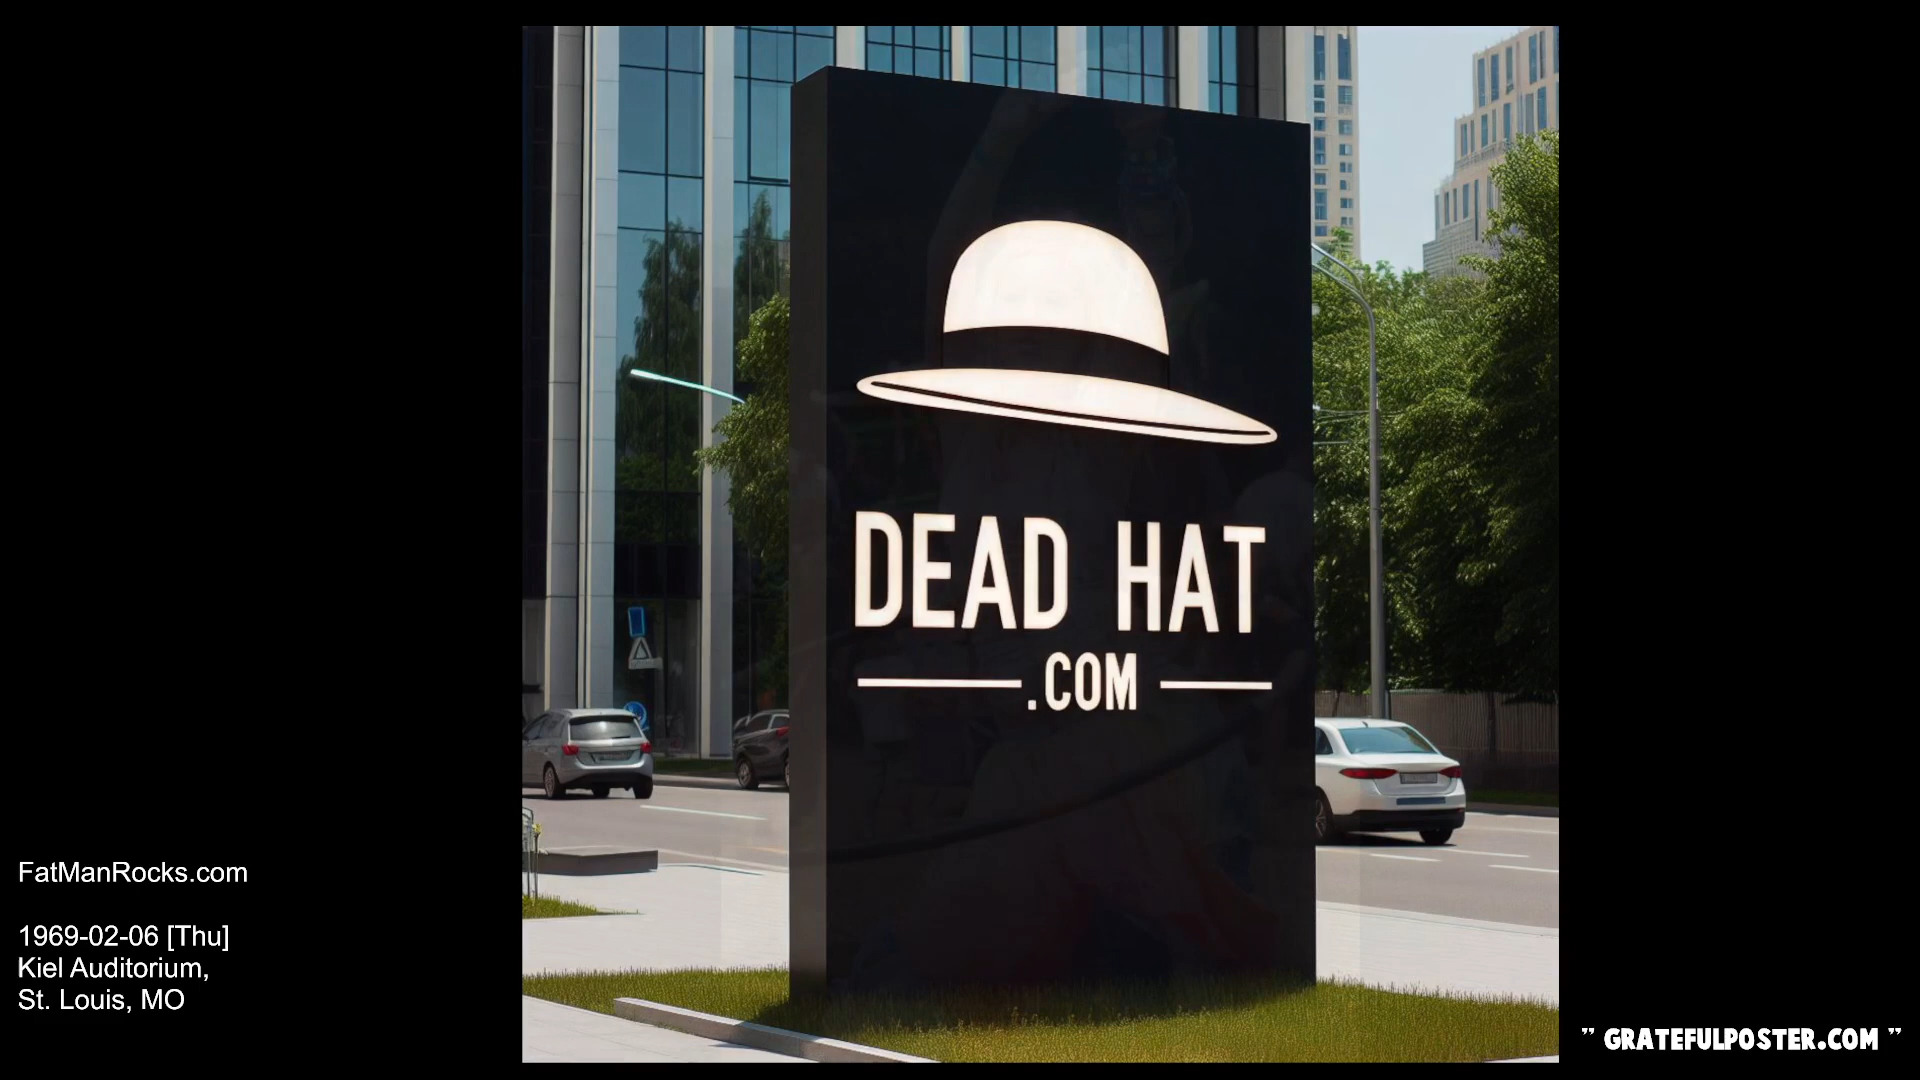 DEAD HAT
.COM
FatManRocks.com
1969-02-06 [Thu]
Kiel Auditorium,
St. Louis, MO
" GRATEFULPOSTER.COM "